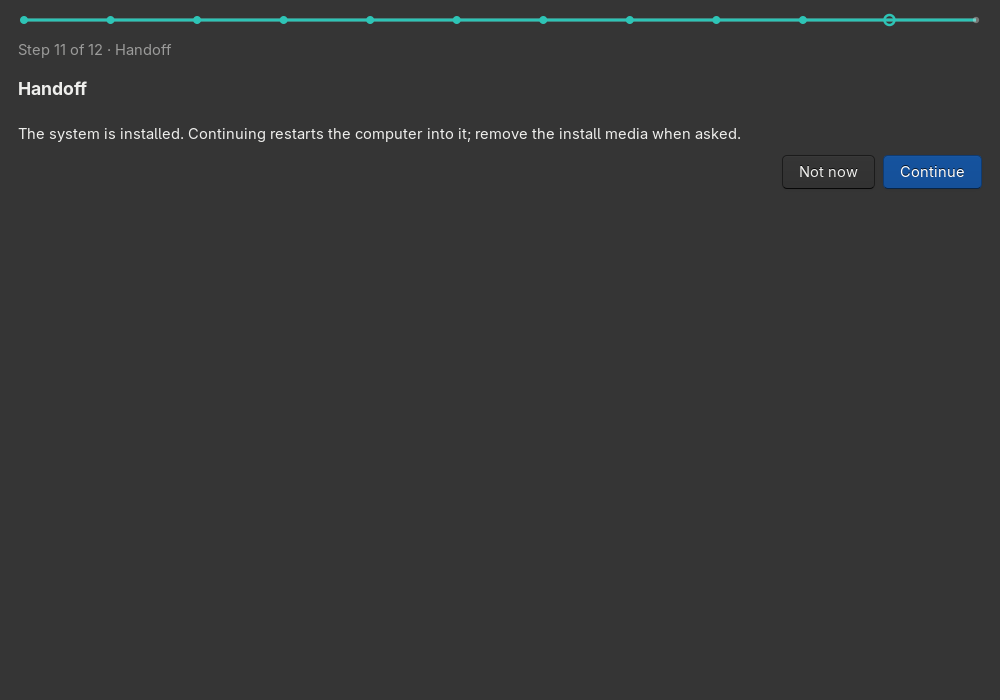 Step 11 of 12 · Handoff
Handoff
The system is installed. Continuing restarts the computer into it; remove the install media when asked.
Not now
Continue